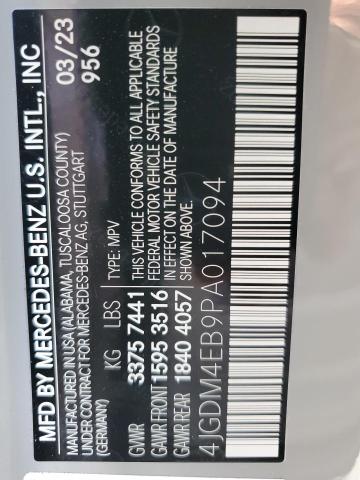 MFD BY MERCEDES-BENZ U.S. INTL., INC
MANUFACTURED IN USA (ALABAMA, TUSCALOOSA COUNTY) 03/23
UNDER CONTRACT FOR MERCEDES-BENZ AG, STUTTGART 956
(GERMANY)
KG LBS TYPE: MPV
GVWR 3375 7441 THIS VEHICLE CONFORMS TO ALL APPLICABLE
GAWR FRONT 1595 3516 FEDERAL MOTOR VEHICLE SAFETY STANDARDS
GAWR REAR 1840 4057 IN EFFECT ON THE DATE OF MANUFACTURE
4JGDM4EB9PA017094